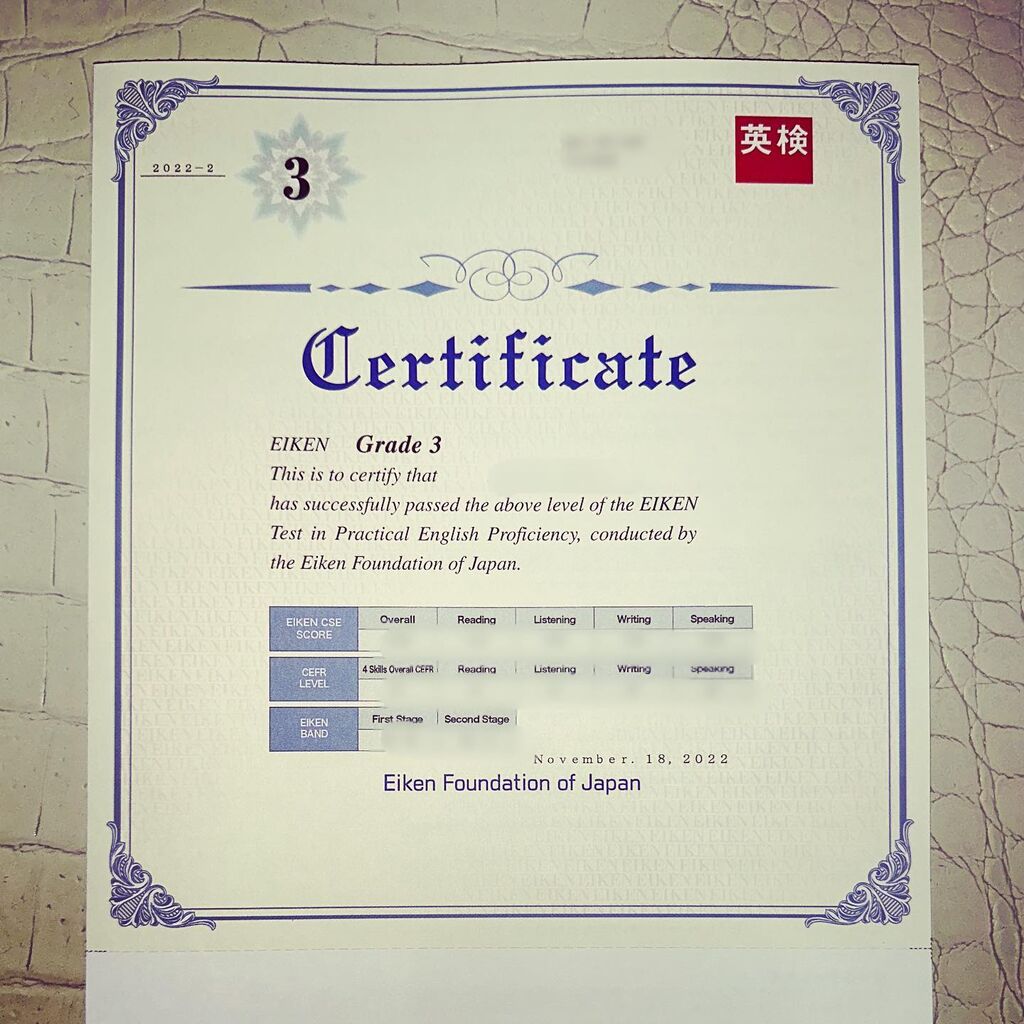 2022-2
3
英検
Certificate
EIKEN Grade 3
This is to certify that
has successfully passed the above level of the EIKEN
Test in Practical English Proficiency, conducted by
the Eiken Foundation of Japan.
EIKEN CSE SCORE
Overall Reading Listening Writing Speaking
CEFR LEVEL
4 Skills Overall CEFR Reading Listening Writing Speaking
EIKEN BAND
First Stage Second Stage
November. 18, 2022
Eiken Foundation of Japan